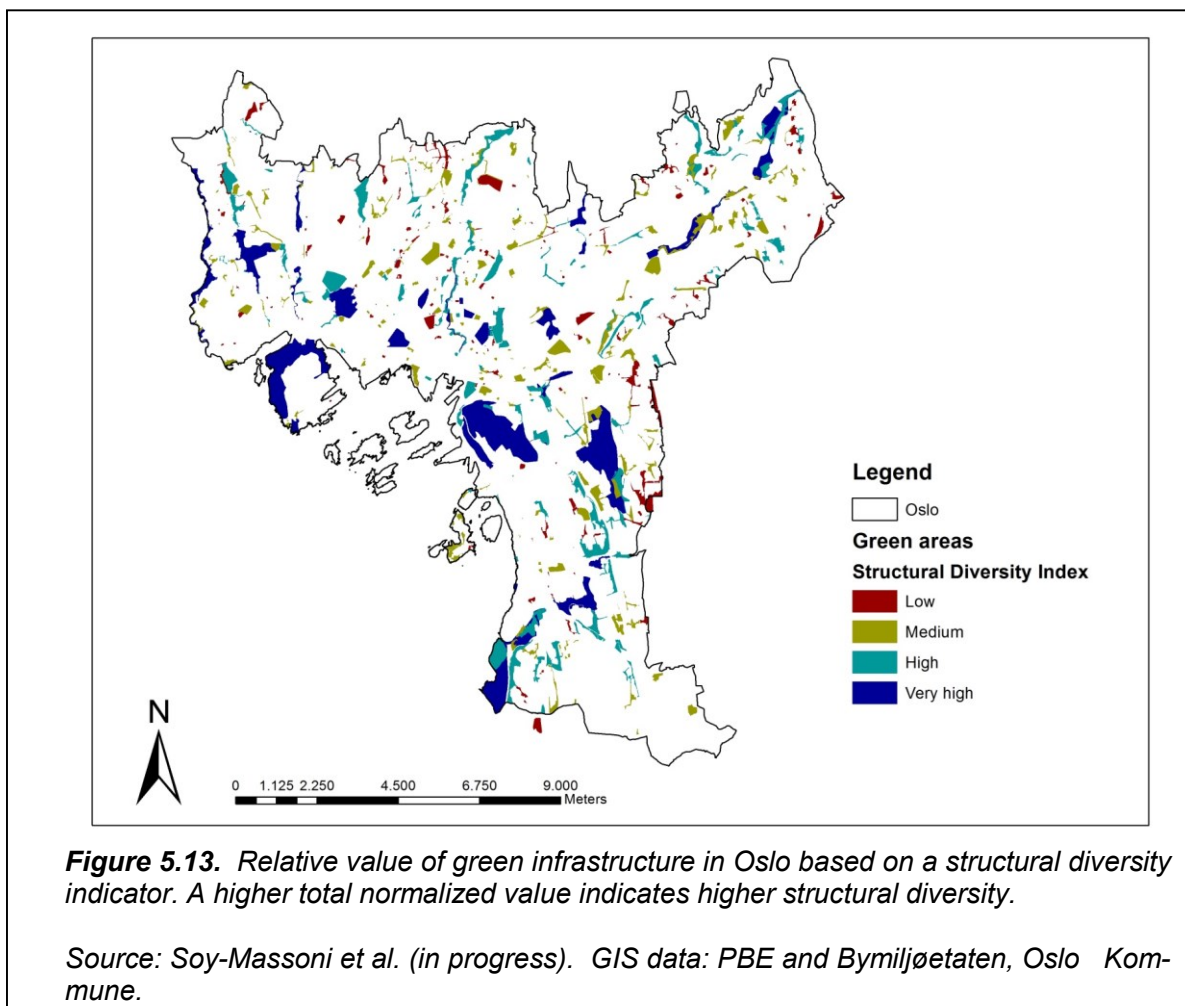 Legend
Oslo
Green areas
Structural Diversity Index
Low
Medium
High
Very high
N
0 1.125 2.250 4.500 6.750 9.000
Meters
Figure 5.13. Relative value of green infrastructure in Oslo based on a structural diversity
indicator. A higher total normalized value indicates higher structural diversity.
Source: Soy-Massoni et al. (in progress). GIS data: PBE and Bymiljøetaten, Oslo Kom-
mune.